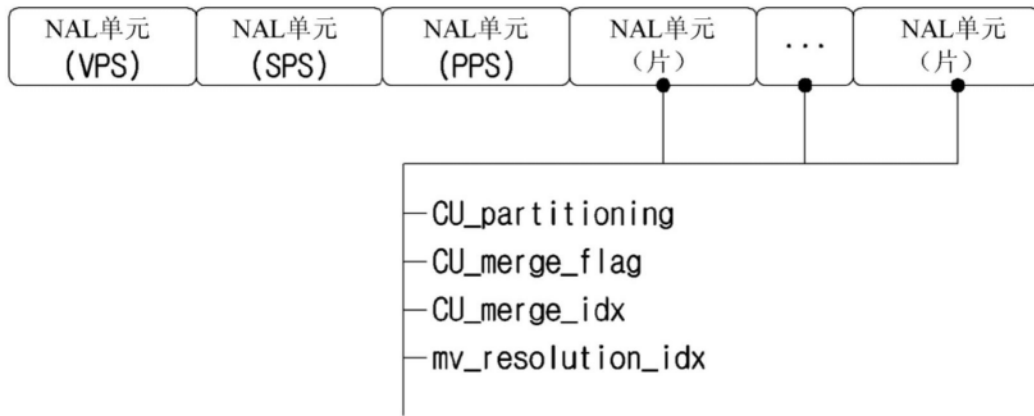 NAL单元
(VPS)
NAL单元
(SPS)
NAL单元
(PPS)
NAL单元
(片)
...
NAL单元
(片)
CU_partitioning
CU_merge_flag
CU_merge_idx
mv_resolution_idx